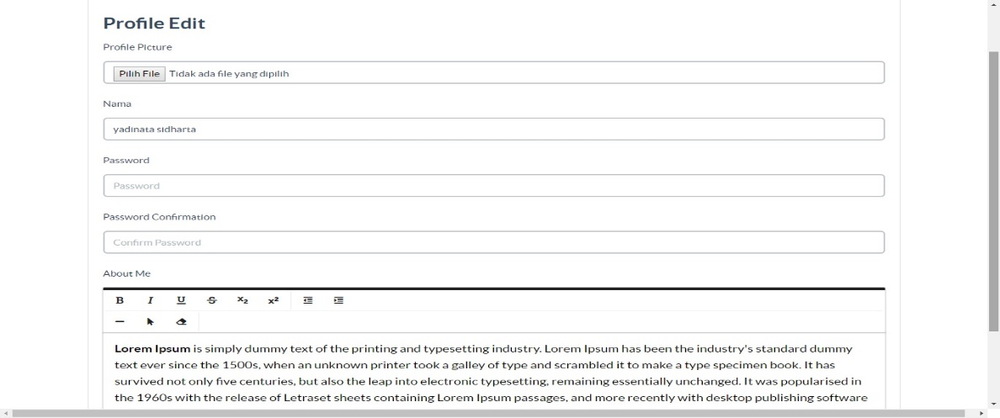 Profile Edit
Profile Picture
Pilih File Tidak ada file yang dipilih
Nama
yadinata sidharta
Password
Password
Password Confirmation
Confirm Password
About Me
B I U S x₂ x²
Lorem Ipsum is simply dummy text of the printing and typesetting industry. Lorem Ipsum has been the industry's standard dummy
text ever since the 1500s, when an unknown printer took a galley of type and scrambled it to make a type specimen book. It has
survived not only five centuries, but also the leap into electronic typesetting, remaining essentially unchanged. It was popularised in
the 1960s with the release of Letraset sheets containing Lorem Ipsum passages, and more recently with desktop publishing software